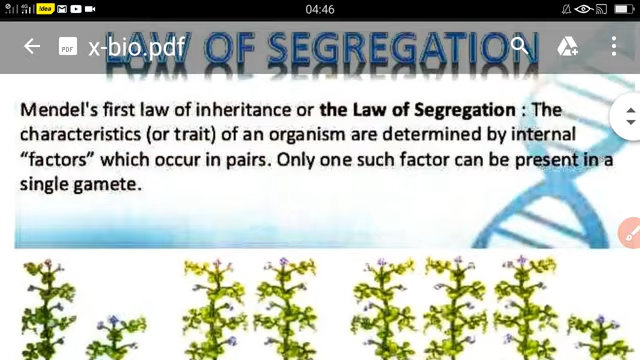 idea 04:46
x-bio.pdf
LAW OF SEGREGATION
Mendel's first law of inheritance or the Law of Segregation : The
characteristics (or trait) of an organism are determined by internal
“factors” which occur in pairs. Only one such factor can be present in a
single gamete.